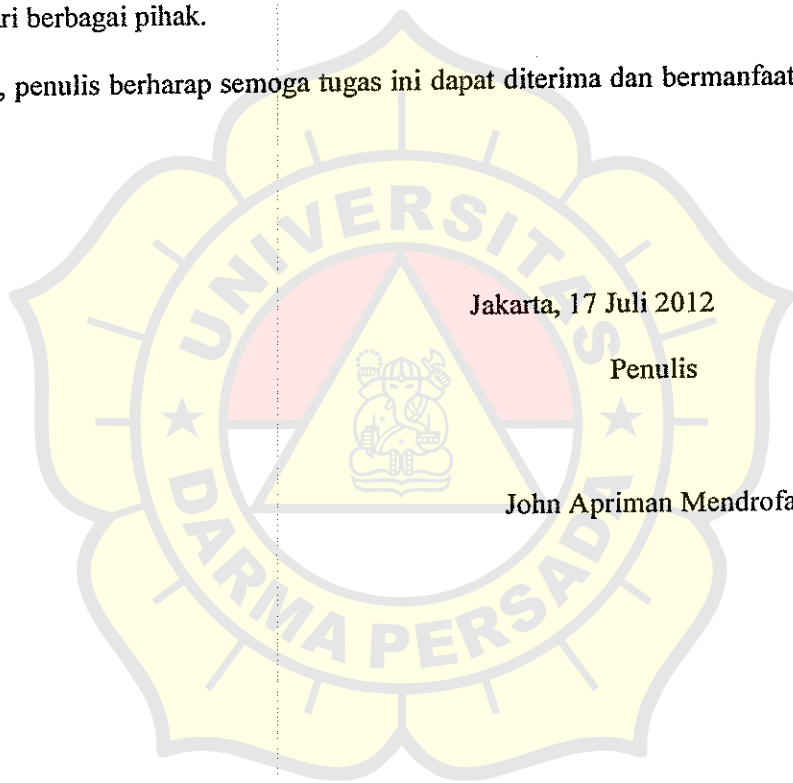 ri berbagai pihak.
, penulis berharap semoga tugas ini dapat diterima dan bermanfaat
UNIVERSITAS
Jakarta, 17 Juli 2012
Penulis
John Apriman Mendrofa
DARMA PERSADA